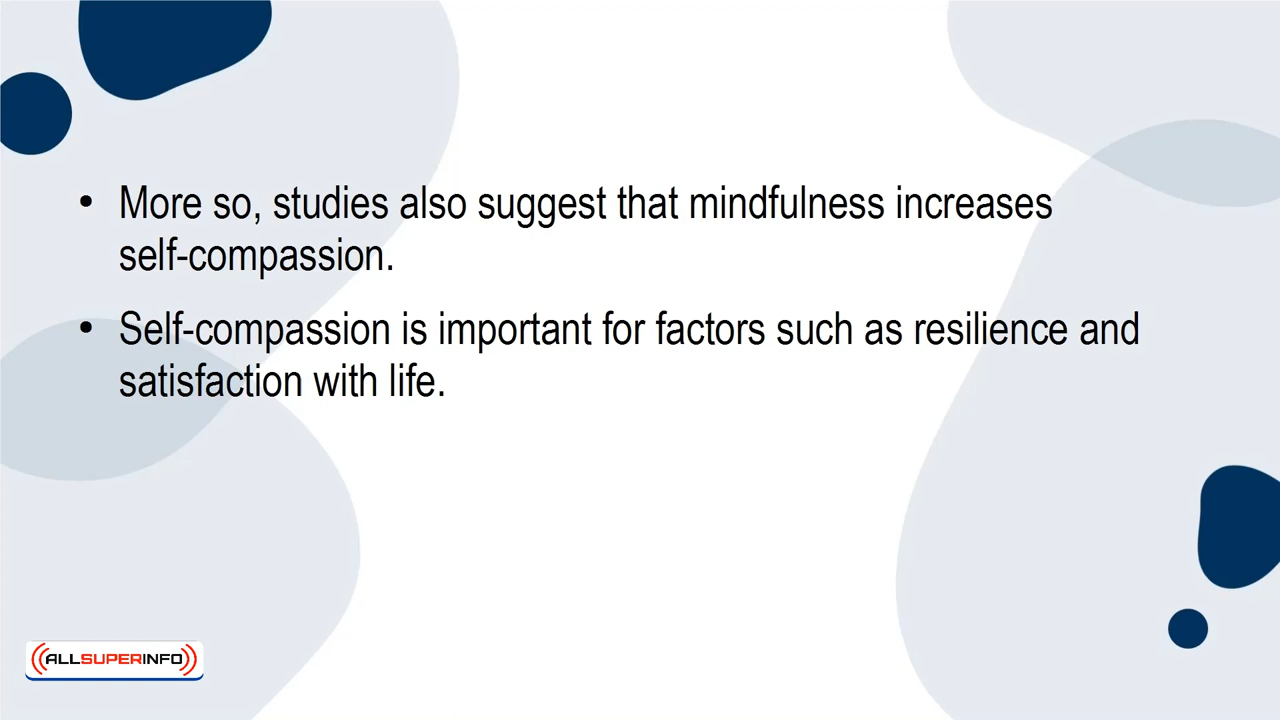 • More so, studies also suggest that mindfulness increases
self-compassion.
• Self-compassion is important for factors such as resilience and
satisfaction with life.
ALLSUPERINFO